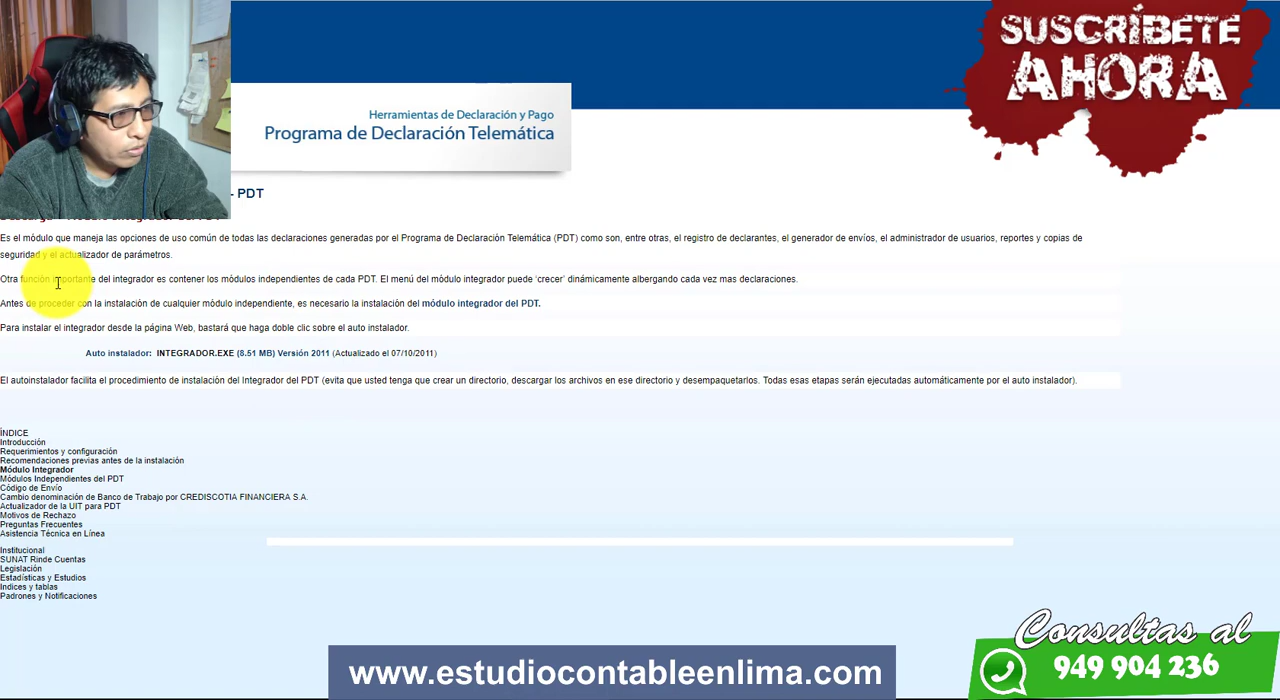 SUSCRÍBETE
AHORA
Herramientas de Declaración y Pago
Programa de Declaración Telemática
- PDT
Es el módulo que maneja las opciones de uso común de todas las declaraciones generadas por el Programa de Declaración Telemática (PDT) como son, entre otras, el registro de declarantes, el generador de envíos, el administrador de usuarios, reportes y copias de
seguridad y el actualizador de parámetros.
Otra función importante del integrador es contener los módulos independientes de cada PDT. El menú del módulo integrador puede 'crecer' dinámicamente albergando cada vez mas declaraciones.
Antes de proceder con la instalación de cualquier módulo independiente, es necesario la instalación del módulo integrador del PDT.
Para instalar el integrador desde la página Web, bastará que haga doble clic sobre el auto instalador.
Auto instalador: INTEGRADOR.EXE (8.51 MB) Versión 2011 (Actualizado el 07/10/2011)
El autoinstalador facilita el procedimiento de instalación del Integrador del PDT (evita que usted tenga que crear un directorio, descargar los archivos en ese directorio y desempaquetarlos. Todas esas etapas serán ejecutadas automáticamente por el auto instalador).
ÍNDICE
Introducción
Requerimientos y configuración
Recomendaciones previas antes de la instalación
Módulo Integrador
Módulos Independientes del PDT
Código de Envío
Cambio denominación de Banco de Trabajo por CREDISCOTIA FINANCIERA S.A.
Actualizador de la UIT para PDT
Motivos de Rechazo
Preguntas Frecuentes
Asistencia Técnica en Línea
Institucional
SUNAT Rinde Cuentas
Legislación
Estadísticas y Estudios
Indices y tablas
Padrones y Notificaciones
Consultas al
949 904 236
www.estudiocontableenlima.com